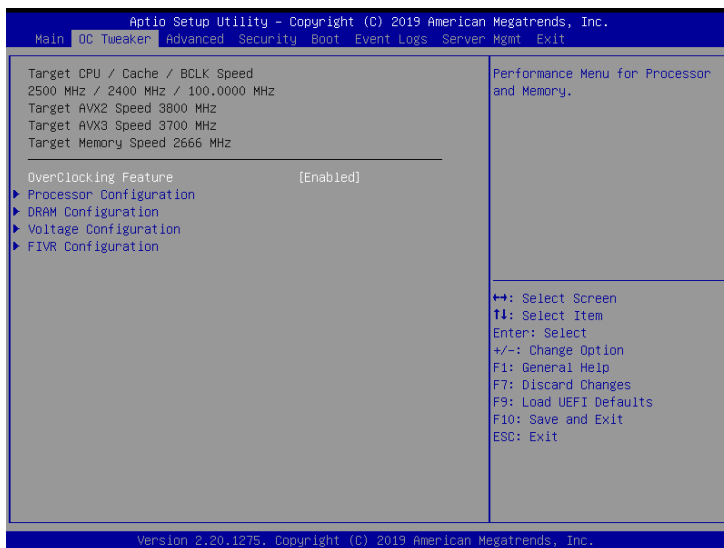 Aptio Setup Utility – Copyright (C) 2019 American Megatrends, Inc.
Main OC Tweaker Advanced Security Boot Event Logs Server Mgmt Exit
Target CPU / Cache / BCLK Speed
2500 MHz / 2400 MHz / 100.0000 MHz
Target AVX2 Speed 3800 MHz
Target AVX3 Speed 3700 MHz
Target Memory Speed 2666 MHz
OverClocking Feature [Enabled]
Processor Configuration
DRAM Configuration
Voltage Configuration
FIVR Configuration
Performance Menu for Processor
and Memory.
↔: Select Screen
↑↓: Select Item
Enter: Select
+/-: Change Option
F1: General Help
F7: Discard Changes
F9: Load UEFI Defaults
F10: Save and Exit
ESC: Exit
Version 2.20.1275. Copyright (C) 2019 American Megatrends, Inc.